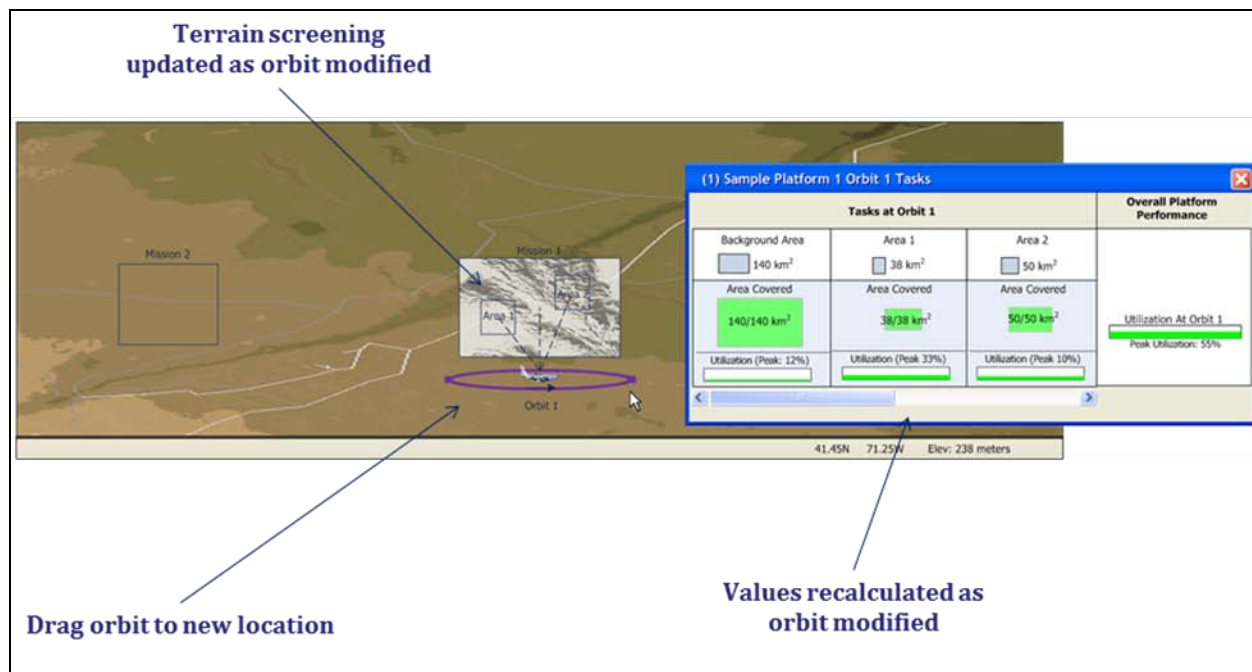 Terrain screening
updated as orbit modified
Mission 2
Mission 1
Area 1
Area 2
Orbit 1
41.45N 71.25W Elev: 238 meters
(1) Sample Platform 1 Orbit 1 Tasks
Tasks at Orbit 1
Overall Platform
Performance
Background Area
140 km²
Area 1
38 km²
Area 2
50 km²
Area Covered
140/140 km²
Area Covered
38/38 km²
Area Covered
50/50 km²
Utilization (Peak: 12%)
Utilization (Peak 33%)
Utilization (Peak 10%)
Utilization At Orbit 1
Peak Utilization: 55%
Drag orbit to new location
Values recalculated as
orbit modified